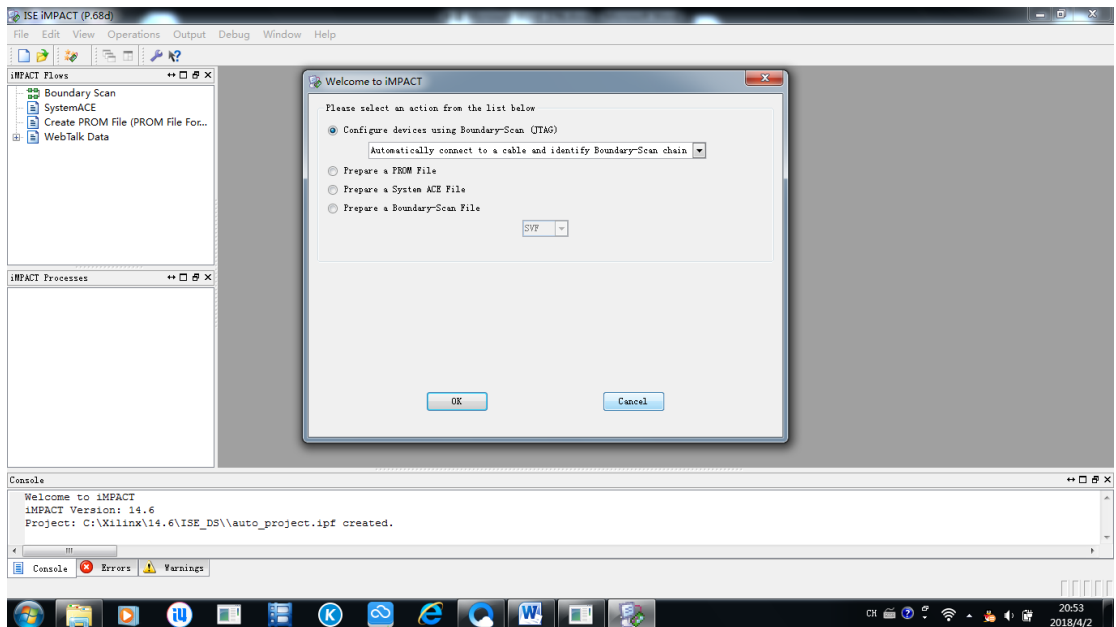 ISE iMPACT (P.68d)
File Edit View Operations Output Debug Window Help
iMPACT Flows
Boundary Scan
SystemACE
Create PROM File (PROM File For...
WebTalk Data
iMPACT Processes
Welcome to iMPACT
Please select an action from the list below
Configure devices using Boundary-Scan (JTAG)
Automatically connect to a cable and identify Boundary-Scan chain
Prepare a PROM File
Prepare a System ACE File
Prepare a Boundary-Scan File
SVF
OK Cancel
Console
Welcome to iMPACT
iMPACT Version: 14.6
Project: C:\Xilinx\14.6\ISE_DS\\auto_project.ipf created.
Console Errors Warnings
CH
20:53
2018/4/2